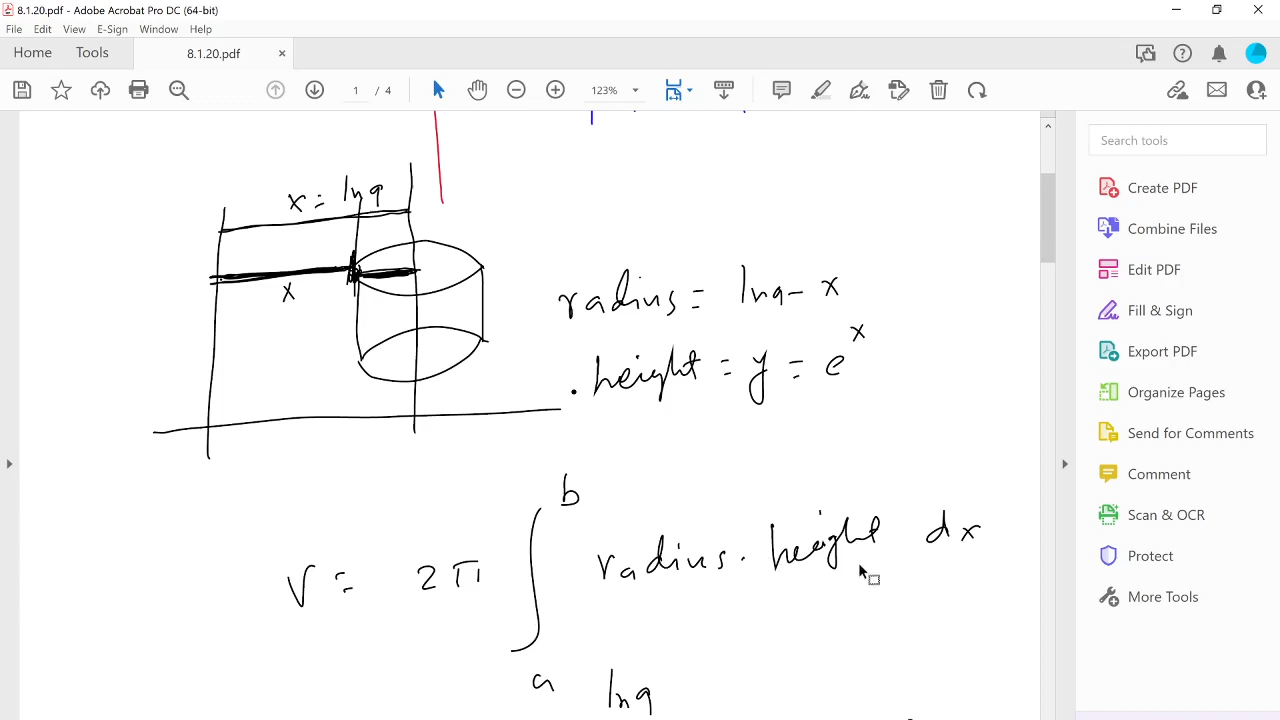 8.1.20.pdf - Adobe Acrobat Pro DC (64-bit)
File Edit View E-Sign Window Help
Home Tools 8.1.20.pdf
1 / 4 123%
Search tools
Create PDF
Combine Files
Edit PDF
Fill & Sign
Export PDF
Organize Pages
Send for Comments
Comment
Scan & OCR
Protect
More Tools
x = ln9
x
radius = ln9 - x
. height = y = e^x
b
V = 2π ∫ radius . height dx
a
ln9